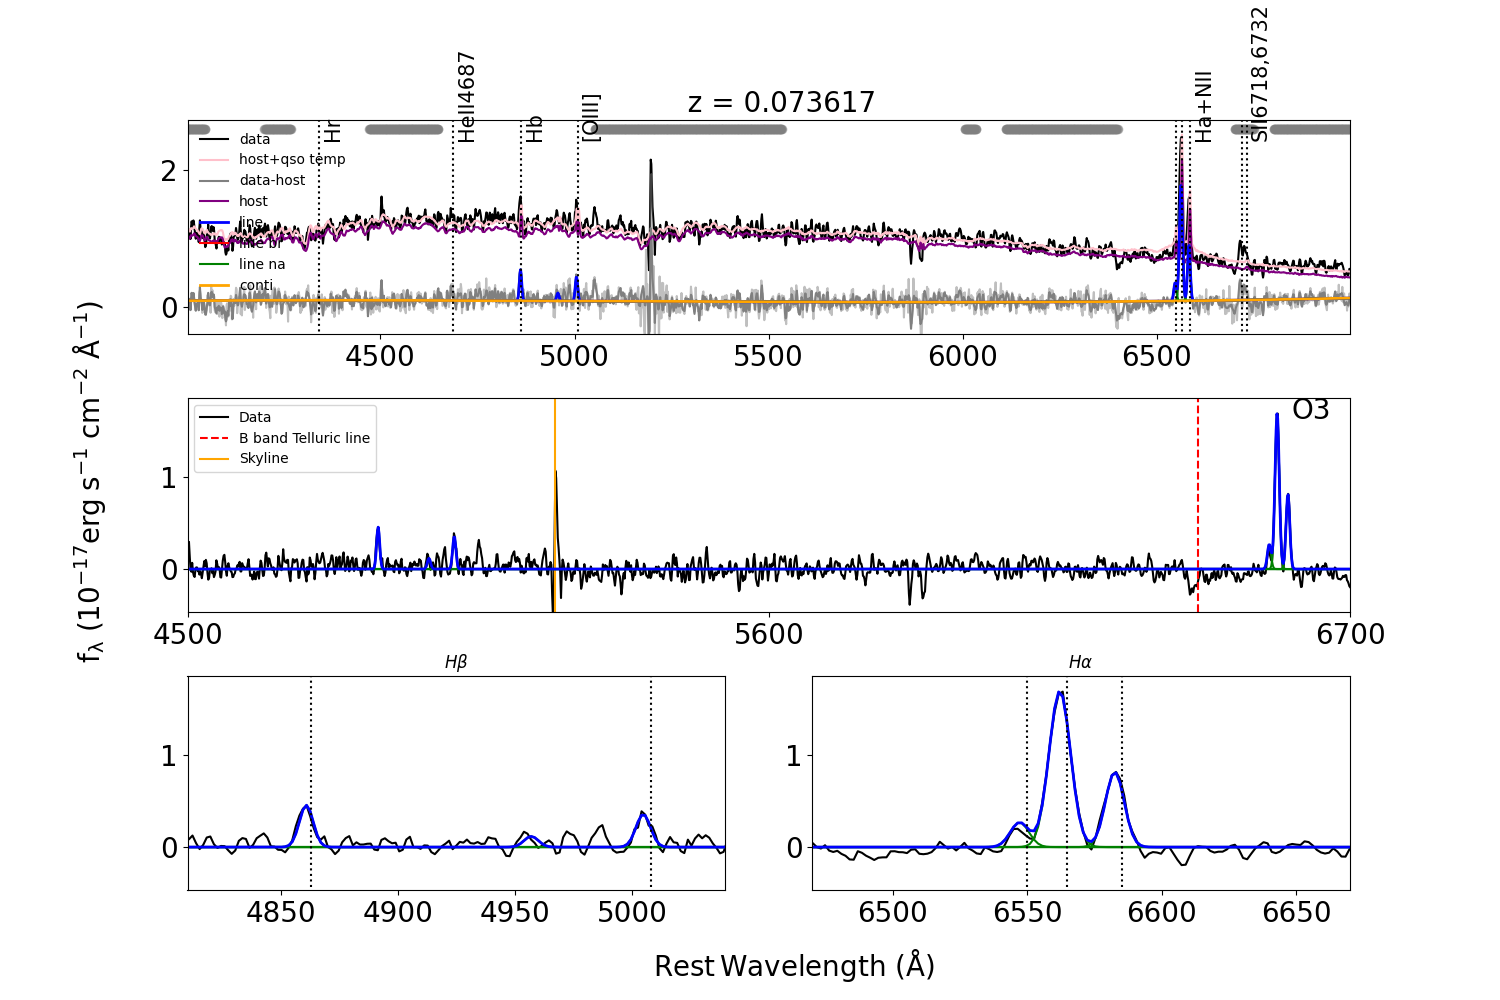 z = 0.073617
Hr
HeII4687
Hb
[OIII]
Ha+NII
SII6718,6732
data
host+qso temp
data-host
host
line
line br
line na
conti
2
0
4500 5000 5500 6000 6500
fλ (10⁻¹⁷erg s⁻¹ cm⁻² Å⁻¹)
Data
B band Telluric line
Skyline
O3
1
0
4500 5600 6700
Hβ
Hα
1
0
4850 4900 4950 5000
1
0
6500 6550 6600 6650
Rest Wavelength (Å)